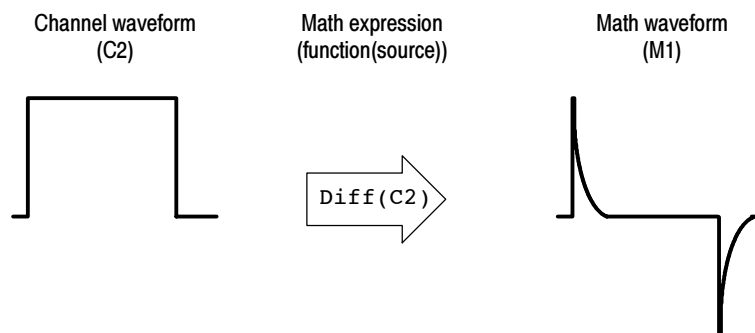 Channel waveform
(C2)
Math expression
(function(source))
Math waveform
(M1)
Diff(C2)